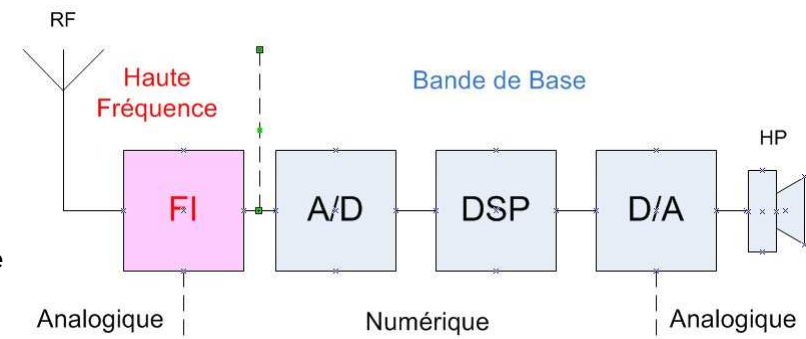 RF
Haute
Fréquence
Bande de Base
HP
FI
A/D
DSP
D/A
e
Analogique
Numérique
Analogique